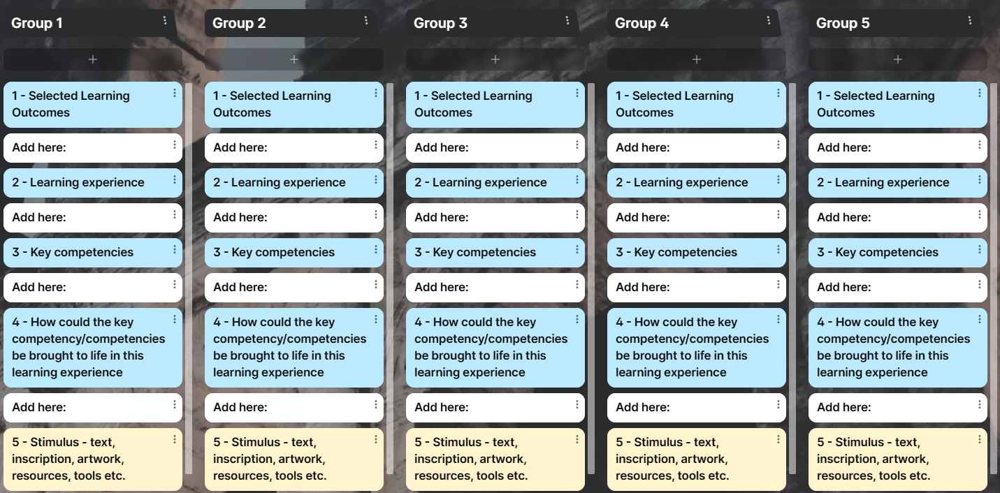 Group 1
+
1 - Selected Learning
Outcomes
Add here:
2 - Learning experience
Add here:
3 - Key competencies
Add here:
4 - How could the key
competency/competencies
be brought to life in this
learning experience
Add here:
5 - Stimulus - text,
inscription, artwork,
resources, tools etc.
Group 2
+
1 - Selected Learning
Outcomes
Add here:
2 - Learning experience
Add here:
3 - Key competencies
Add here:
4 - How could the key
competency/competencies
be brought to life in this
learning experience
Add here:
5 - Stimulus - text,
inscription, artwork,
resources, tools etc.
Group 3
+
1 - Selected Learning
Outcomes
Add here:
2 - Learning experience
Add here:
3 - Key competencies
Add here:
4 - How could the key
competency/competencies
be brought to life in this
learning experience
Add here:
5 - Stimulus - text,
inscription, artwork,
resources, tools etc.
Group 4
+
1 - Selected Learning
Outcomes
Add here:
2 - Learning experience
Add here:
3 - Key competencies
Add here:
4 - How could the key
competency/competencies
be brought to life in this
learning experience
Add here:
5 - Stimulus - text,
inscription, artwork,
resources, tools etc.
Group 5
+
1 - Selected Learning
Outcomes
Add here:
2 - Learning experience
Add here:
3 - Key competencies
Add here:
4 - How could the key
competency/competencies
be brought to life in this
learning experience
Add here:
5 - Stimulus - text,
inscription, artwork,
resources, tools etc.